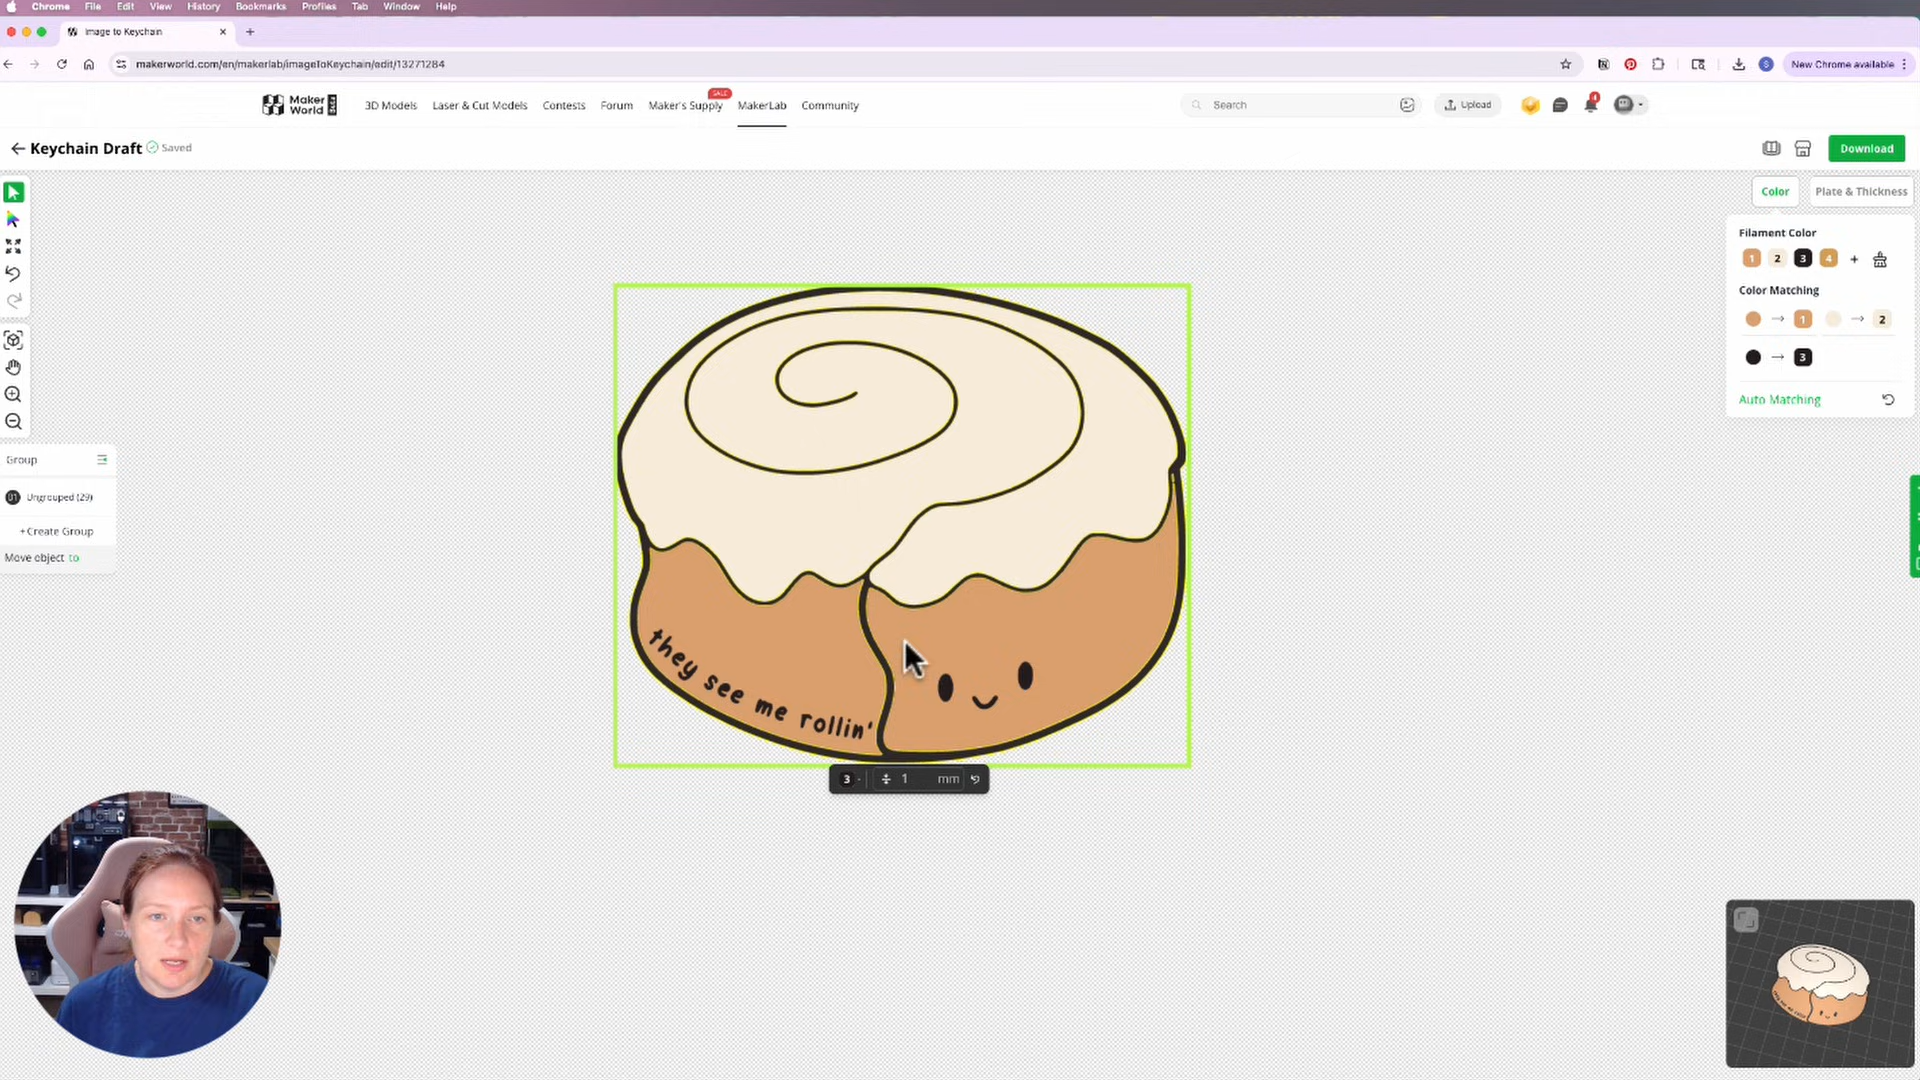 Chrome File Edit View History Bookmarks Profiles Tab Window Help
Image to Keychain
makerworld.com/en/makerlab/imageToKeychain/edit/13271284
New Chrome available
Maker World
3D Models Laser & Cut Models Contests Forum Maker's Supply SALE MakerLab Community
Search
Upload
Keychain Draft Saved
Download
Color Plate & Thickness
Filament Color
1 2 3 4 +
Color Matching
1 2
3
Auto Matching
Group
01 Ungrouped (29)
+Create Group
Move object to
they see me rollin'
3 1 mm